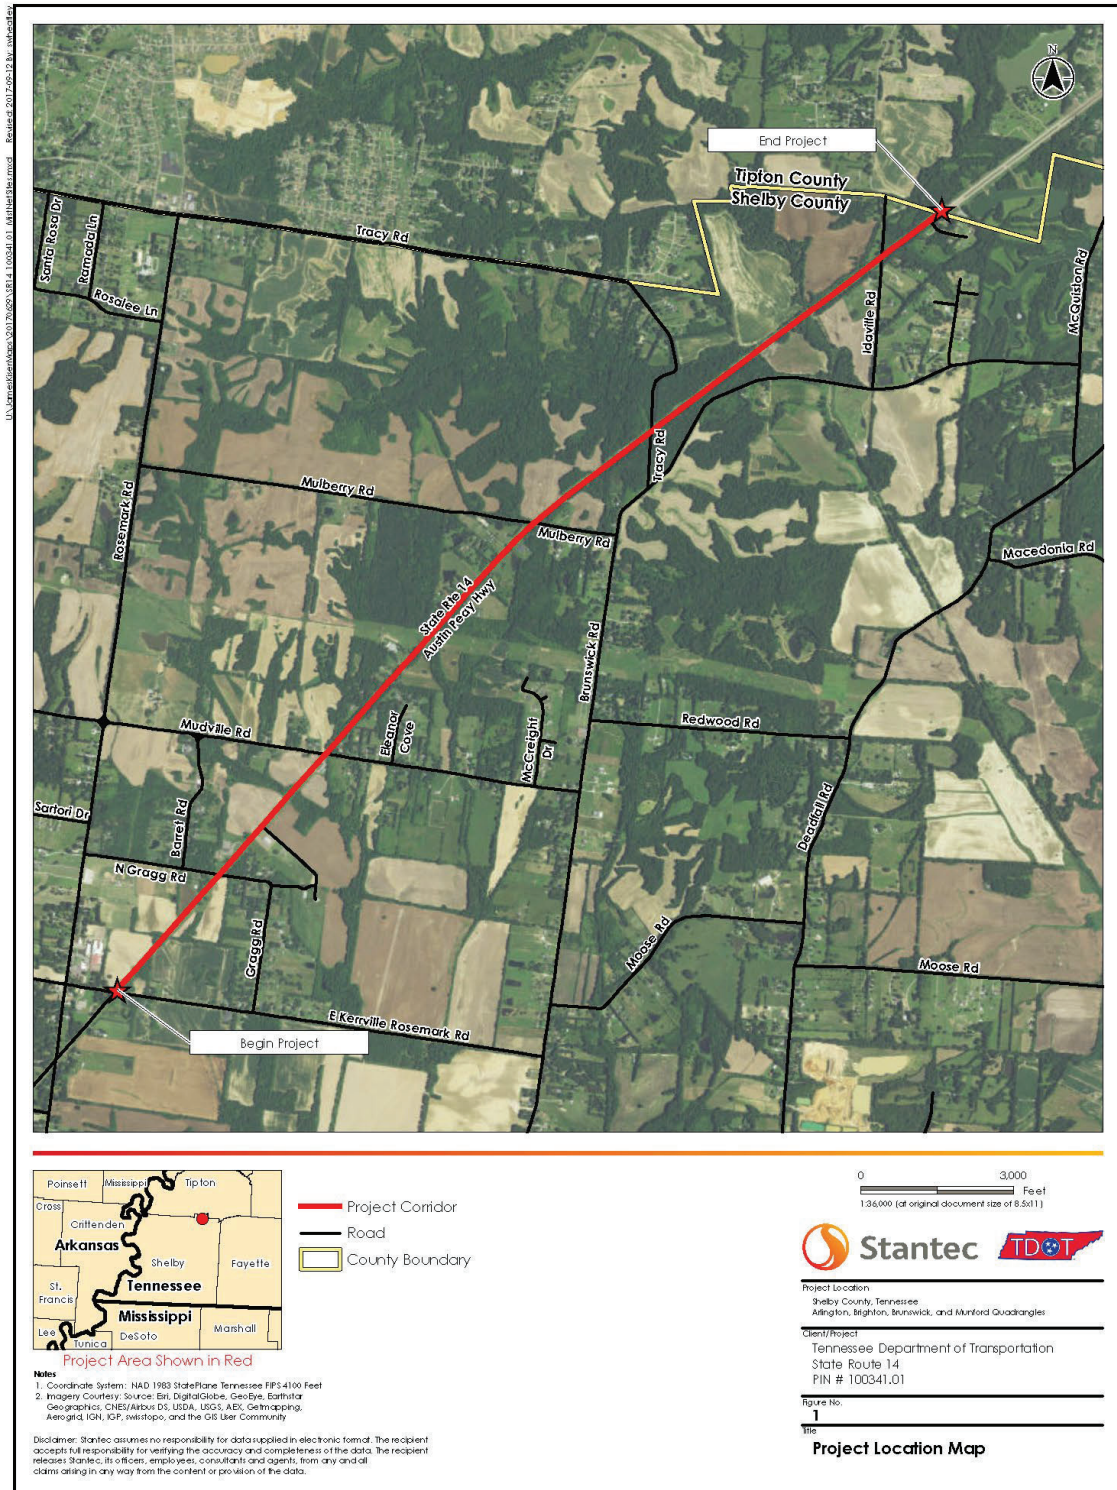 U:\JamesKiserMaps\20170629\SR14_100341.01_MistNetSites.mxd Revised: 2017-09-12 By: swheatley
N
End Project
Tipton County
Shelby County
Santa Rosa Dr
Ramada Ln
Rosalee Ln
Tracy Rd
Idaville Rd
McQuiston Rd
Tracy Rd
Rosemark Rd
Mulberry Rd
Mulberry Rd
Macedonia Rd
State Rte 14
Austin Peay Hwy
Brunswick Rd
Mudville Rd
Eleanor
Cove
McCreight
Dr
Redwood Rd
Sartori Dr
Barret Rd
Deadfall Rd
N Gragg Rd
Gragg Rd
Moose Rd
Moose Rd
E Kerrville Rosemark Rd
Begin Project
Poinsett
Mississippi
Tipton
Cross
Crittenden
Arkansas
Shelby
Fayette
St.
Francis
Tennessee
Mississippi
Lee
Tunica
DeSoto
Marshall
Project Area Shown in Red
Project Corridor
Road
County Boundary
0 3,000
Feet
1:36,000 (at original document size of 8.5x11)
Stantec
TDOT
Project Location
Shelby County, Tennessee
Arlington, Brighton, Brunswick, and Munford Quadrangles
Client/Project
Tennessee Department of Transportation
State Route 14
PIN # 100341.01
Figure No.
1
Title
Project Location Map
Notes
1. Coordinate System: NAD 1983 StatePlane Tennessee FIPS 4100 Feet
2. Imagery Courtesy: Source: Esri, DigitalGlobe, GeoEye, Earthstar
Geographics, CNES/Airbus DS, USDA, USGS, AEX, Getmapping,
Aerogrid, IGN, IGP, swisstopo, and the GIS User Community
Disclaimer: Stantec assumes no responsibility for data supplied in electronic format. The recipient
accepts full responsibility for verifying the accuracy and completeness of the data. The recipient
releases Stantec, its officers, employees, consultants and agents, from any and all
claims arising in any way from the content or provision of the data.